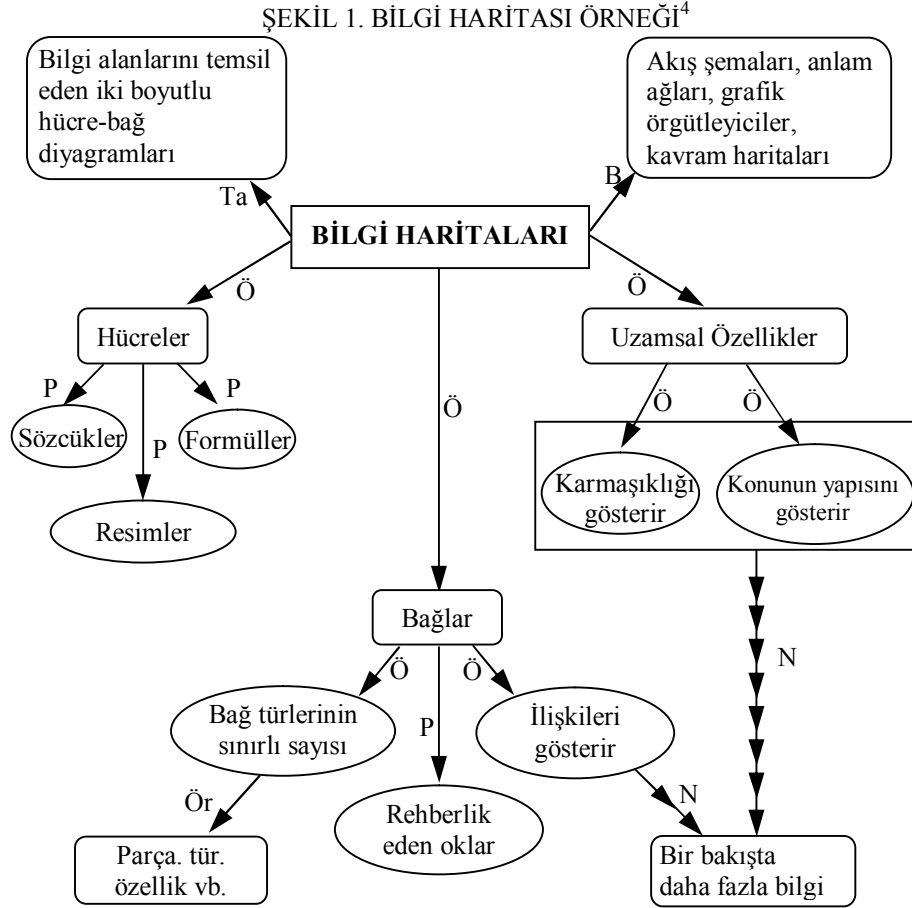 ŞEKİL 1. BİLGİ HARİTASI ÖRNEĞİ4
Bilgi alanlarını temsil
eden iki boyutlu
hücre-bağ
diyagramları
Akış şemaları, anlam
ağları, grafik
örgütleyiciler,
kavram haritaları
Ta
B
BİLGİ HARİTALARI
Ö
Ö
Ö
Hücreler
Uzamsal Özellikler
P
P
P
Ö
Ö
Sözcükler
Formüller
Resimler
Karmaşıklığı
gösterir
Konunun yapısını
gösterir
N
Bağlar
Ö
P
Ö
Bağ türlerinin
sınırlı sayısı
İlişkileri
gösterir
Ör
N
Rehberlik
eden oklar
Parça. tür.
özellik vb.
Bir bakışta
daha fazla bilgi